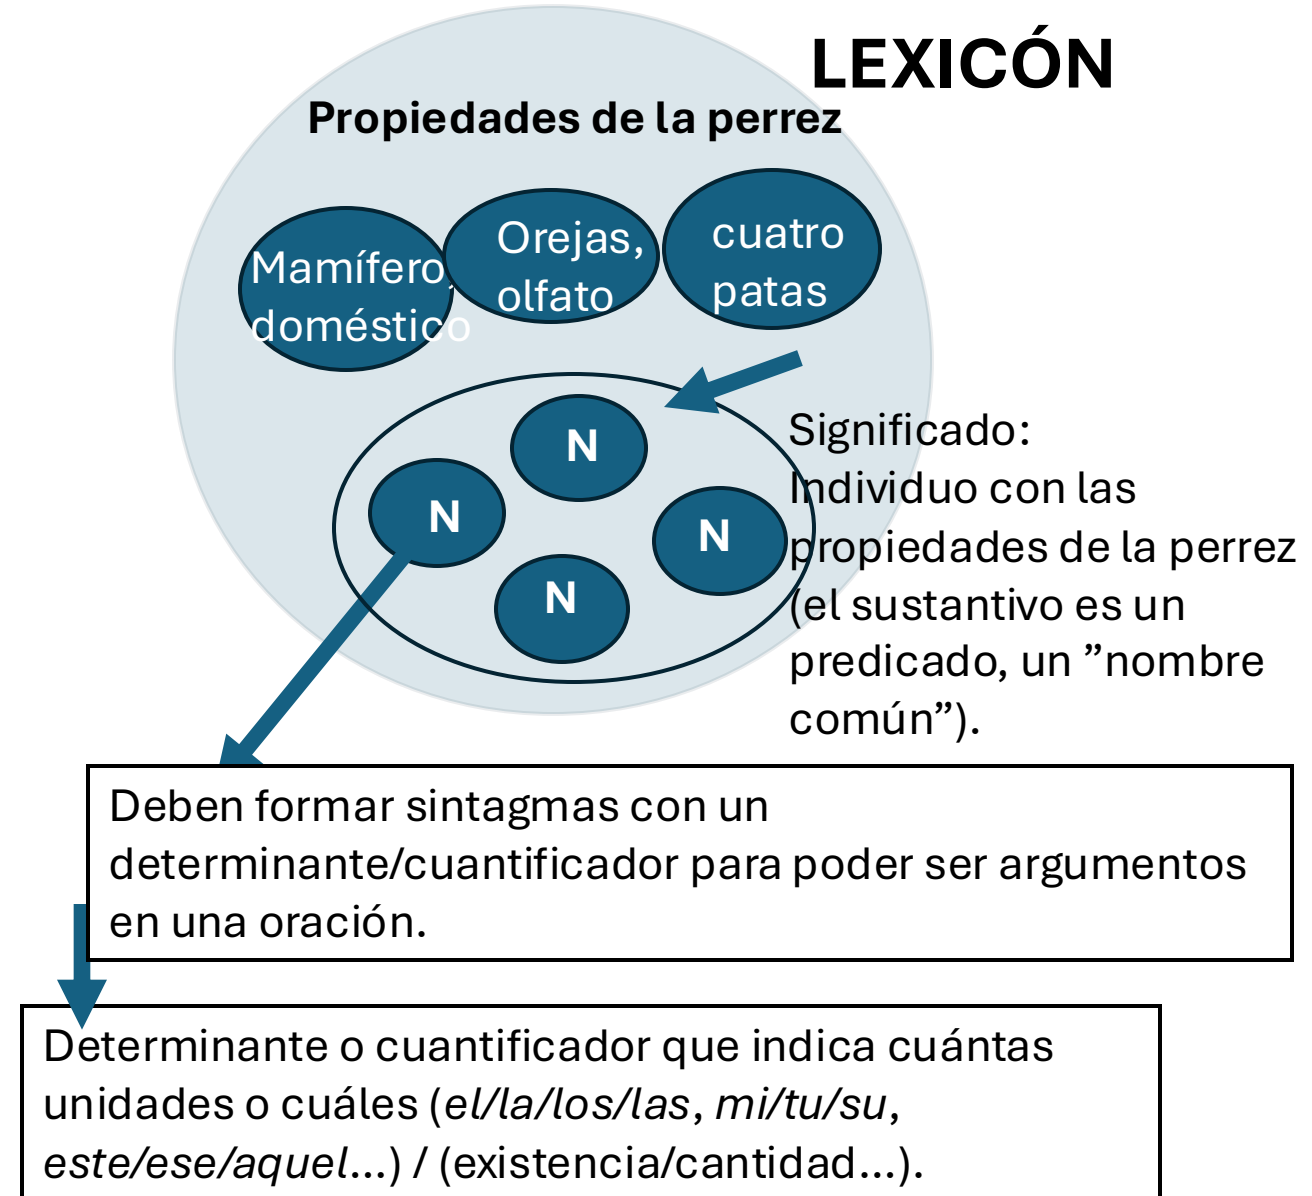 LEXICÓN
Propiedades de la perrez
Mamífero,
doméstico
Orejas,
olfato
cuatro
patas
N
N
N
N
Significado:
Individuo con las
propiedades de la perrez
(el sustantivo es un
predicado, un ”nombre
común”).
Deben formar sintagmas con un
determinante/cuantificador para poder ser argumentos
en una oración.
Determinante o cuantificador que indica cuántas
unidades o cuáles (el/la/los/las, mi/tu/su,
este/ese/aquel...) / (existencia/cantidad...).